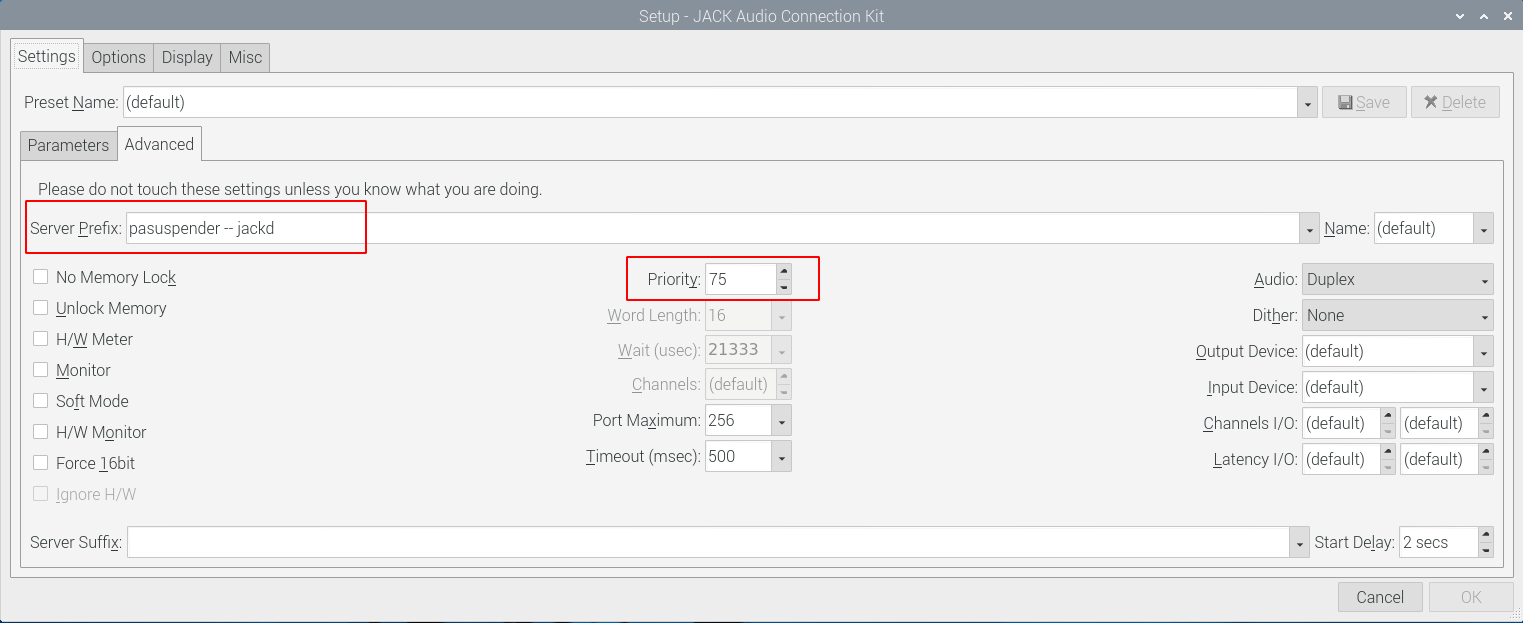 Setup - JACK Audio Connection Kit
Settings Options Display Misc
Preset Name: (default) Save Delete
Parameters Advanced
Please do not touch these settings unless you know what you are doing.
Server Prefix: pasuspender -- jackd Name: (default)
No Memory Lock Priority: 75 Audio: Duplex
Unlock Memory Word Length: 16 Dither: None
H/W Meter Wait (usec): 21333 Output Device: (default)
Monitor Channels: (default) Input Device: (default)
Soft Mode Port Maximum: 256 Channels I/O: (default) (default)
H/W Monitor Timeout (msec): 500 Latency I/O: (default) (default)
Force 16bit
Ignore H/W
Server Suffix: Start Delay: 2 secs
Cancel OK